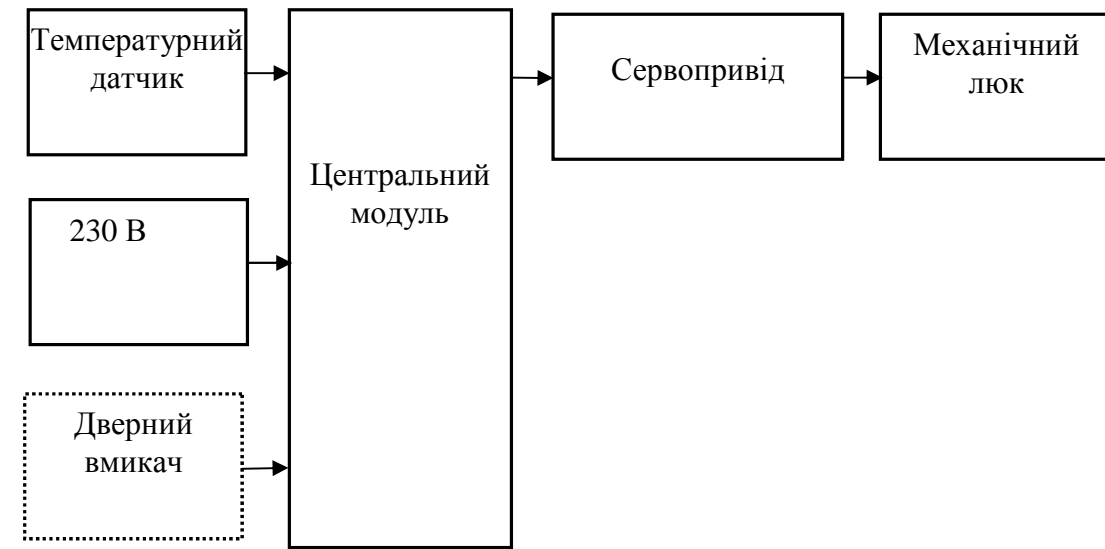 Температурний
датчик
230 В
Дверний
вмикач
Центральний
модуль
Сервопривід
Механічний
люк